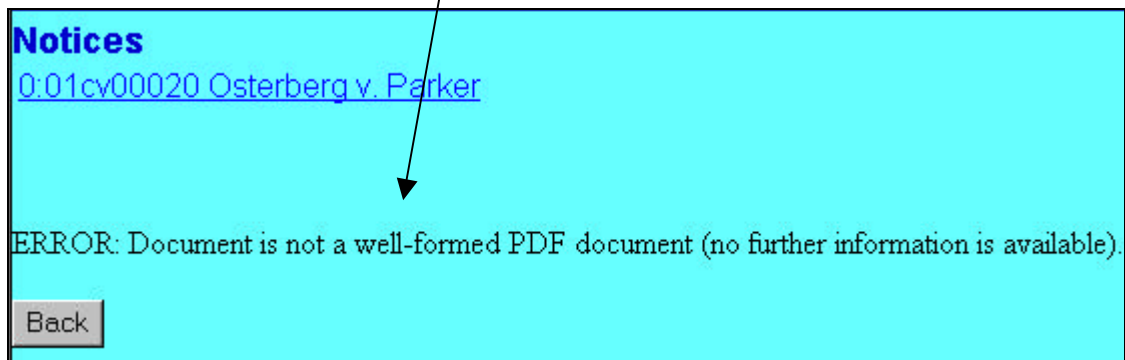 Notices
0:01cv00020 Osterberg v. Parker
ERROR: Document is not a well-formed PDF document (no further information is available).
Back